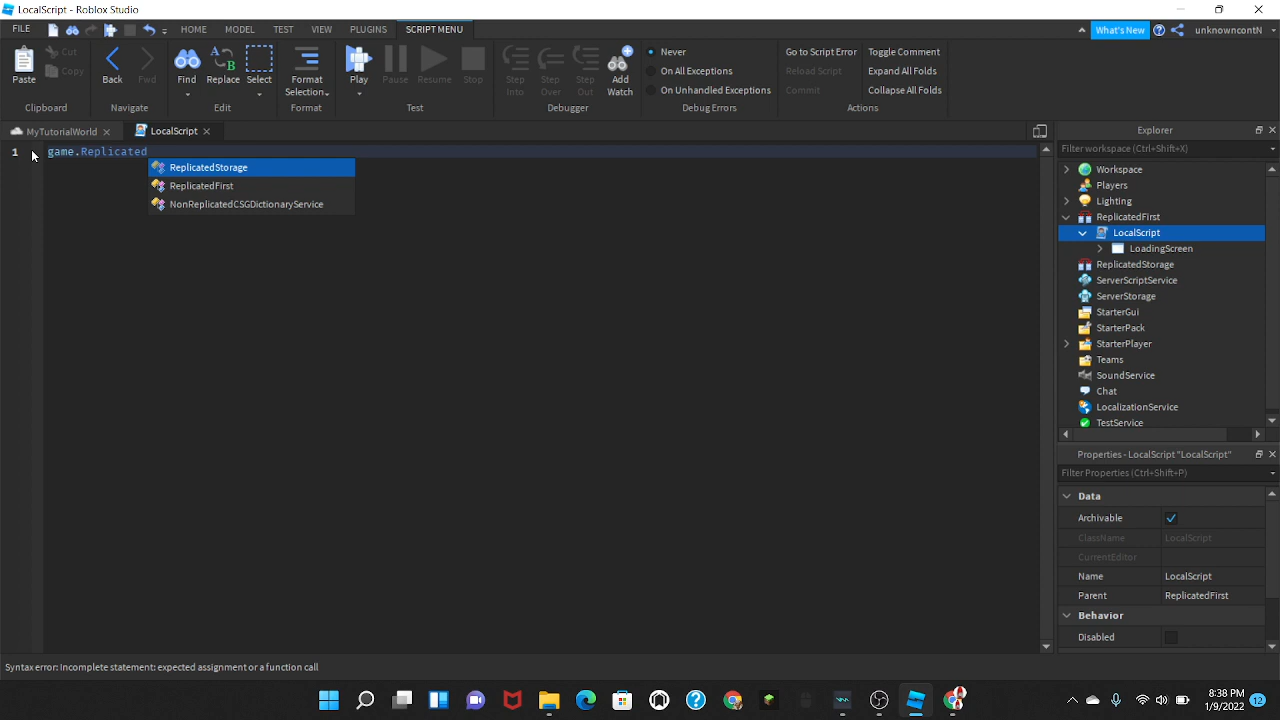 LocalScript - Roblox Studio
FILE HOME MODEL TEST VIEW PLUGINS SCRIPT MENU What's New unknowncontN
Paste Cut Copy Back Fwd Find Replace Select Format Selection Play Pause Resume Stop Step Into Step Over Step Out Add Watch Never On All Exceptions On Unhandled Exceptions Go to Script Error Reload Script Commit Toggle Comment Expand All Folds Collapse All Folds
Clipboard Navigate Edit Format Test Debugger Debug Errors Actions
MyTutorialWorld LocalScript
1 game.Replicated
ReplicatedStorage
ReplicatedFirst
NonReplicatedCSGDictionaryService
Explorer
Filter workspace (Ctrl+Shift+X)
Workspace
Players
Lighting
ReplicatedFirst
LocalScript
LoadingScreen
ReplicatedStorage
ServerScriptService
ServerStorage
StarterGui
StarterPack
StarterPlayer
Teams
SoundService
Chat
LocalizationService
TestService
Properties - LocalScript "LocalScript"
Filter Properties (Ctrl+Shift+P)
Data
Archivable
ClassName LocalScript
CurrentEditor
Name LocalScript
Parent ReplicatedFirst
Behavior
Disabled
Syntax error: Incomplete statement: expected assignment or a function call
8:38 PM
1/9/2022
12